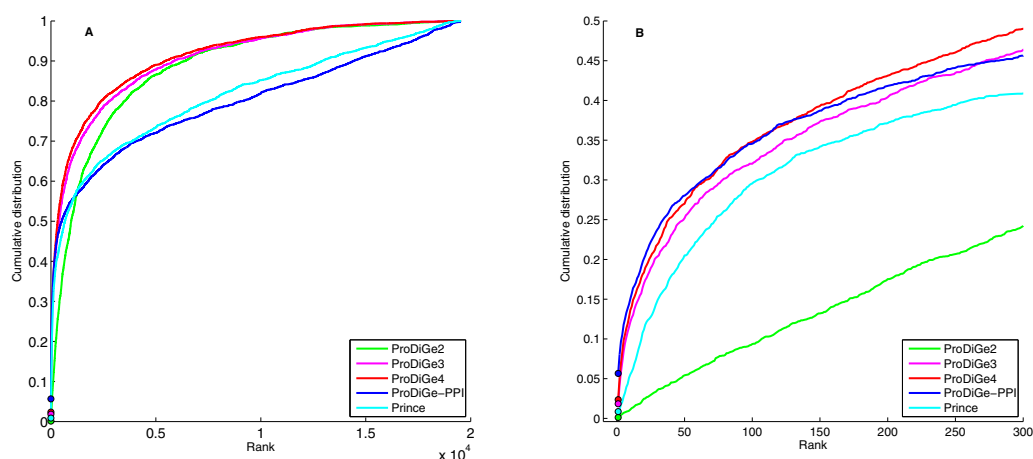 A
Cumulative distribution
1
0.9
0.8
0.7
0.6
0.5
0.4
0.3
0.2
0.1
0
0 0.5 1 1.5 2
x 10^4
Rank
ProDiGe2
ProDiGe3
ProDiGe4
ProDiGe−PPI
Prince
B
Cumulative distribution
0.5
0.45
0.4
0.35
0.3
0.25
0.2
0.15
0.1
0.05
0
0 50 100 150 200 250 300
Rank
ProDiGe2
ProDiGe3
ProDiGe4
ProDiGe−PPI
Prince